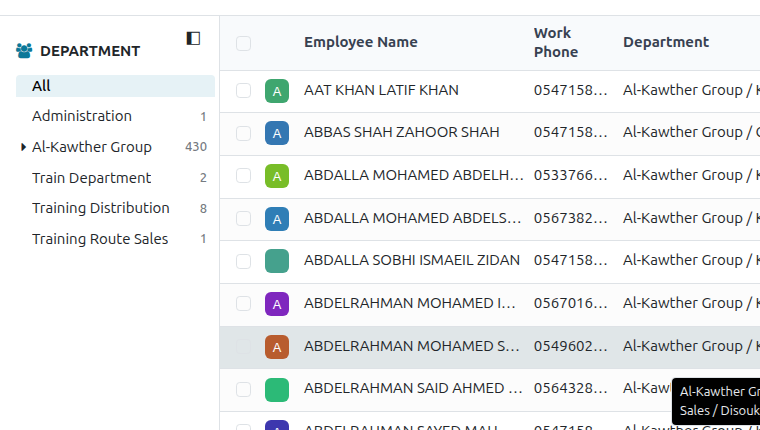 DEPARTMENT
All
Administration 1
Al-Kawther Group 430
Train Department 2
Training Distribution 8
Training Route Sales 1
Employee Name Work Phone Department
A AAT KHAN LATIF KHAN 0547158... Al-Kawther Group /
A ABBAS SHAH ZAHOOR SHAH 0547158... Al-Kawther Group /
A ABDALLA MOHAMED ABDELH... 0533766... Al-Kawther Group /
A ABDALLA MOHAMED ABDELS... 0567382... Al-Kawther Group /
ABDALLA SOBHI ISMAEIL ZIDAN 0547158... Al-Kawther Group /
A ABDELRAHMAN MOHAMED I... 0567016... Al-Kawther Group /
A ABDELRAHMAN MOHAMED S... 0549602... Al-Kawther Group /
ABDELRAHMAN SAID AHMED ... 0564328... Al-Kaw
Al-Kawther Gr
Sales / Disouk